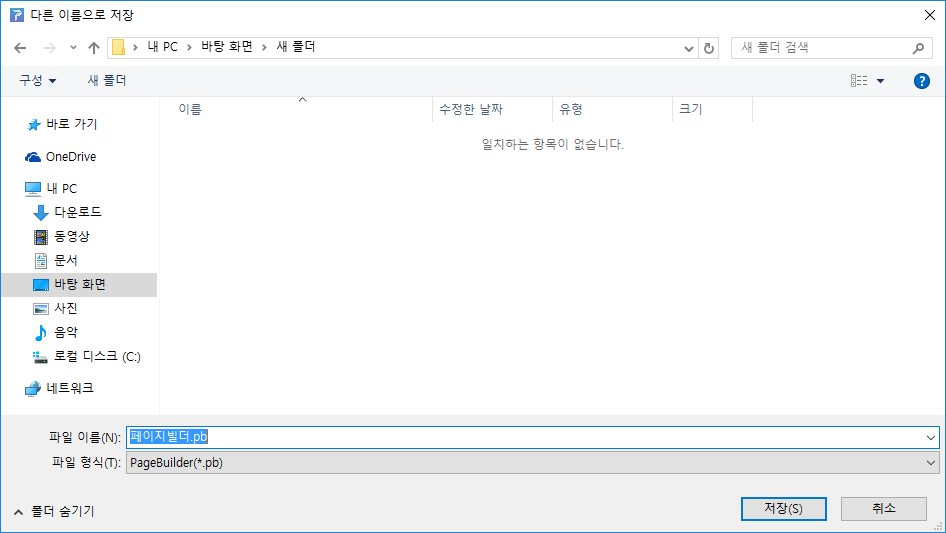 다른 이름으로 저장
내 PC 바탕 화면 새 폴더
새 폴더 검색
구성 새 폴더
?
이름 수정한 날짜 유형 크기
일치하는 항목이 없습니다.
바로 가기
OneDrive
내 PC
다운로드
동영상
문서
바탕 화면
사진
음악
로컬 디스크 (C:)
네트워크
파일 이름(N): 페이지빌더.pb
파일 형식(T): PageBuilder(*.pb)
폴더 숨기기
저장(S) 취소